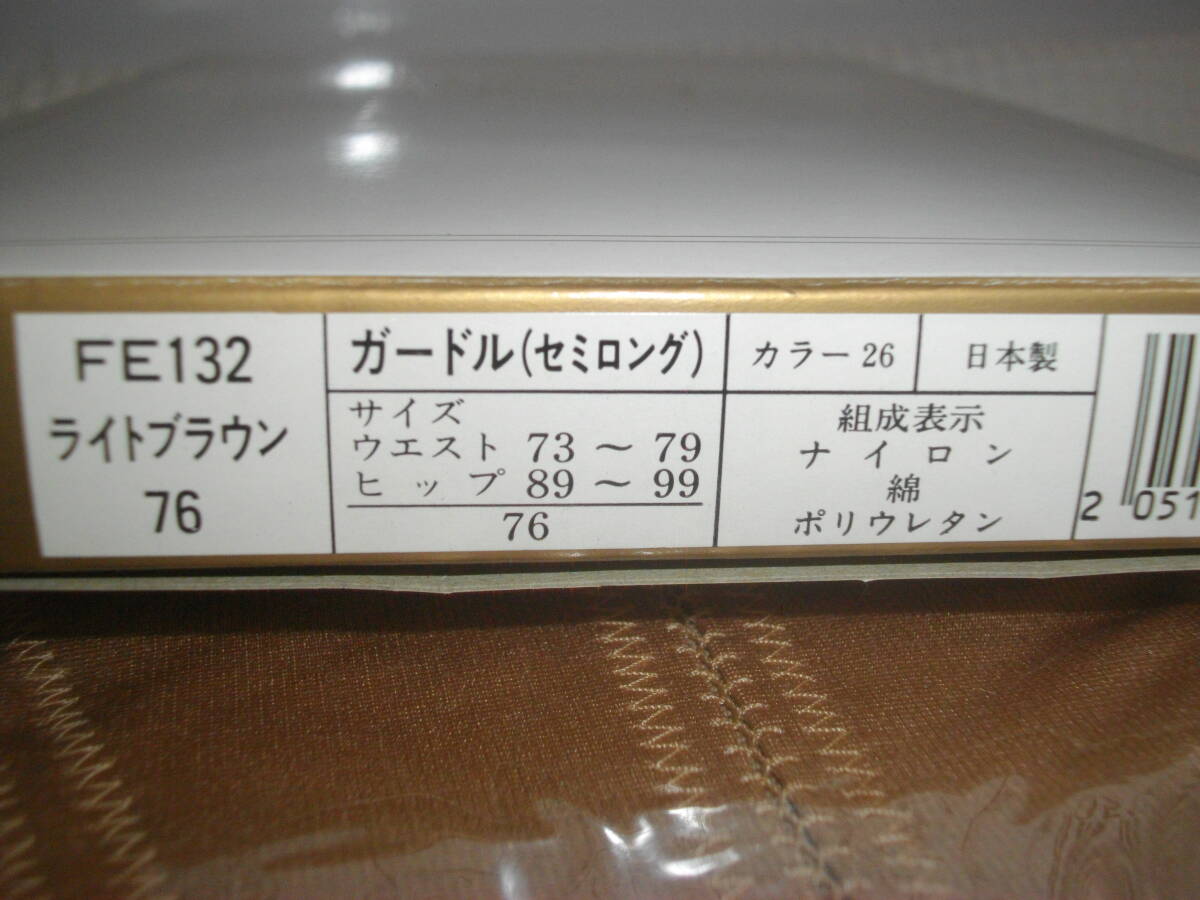 FE132
ライトブラウン
76
ガードル(セミロング)
サイズ
ウエスト 73 〜 79
ヒップ 89 〜 99
76
カラー 26
日本製
組成表示
ナイロン
綿
ポリウレタン
2 051